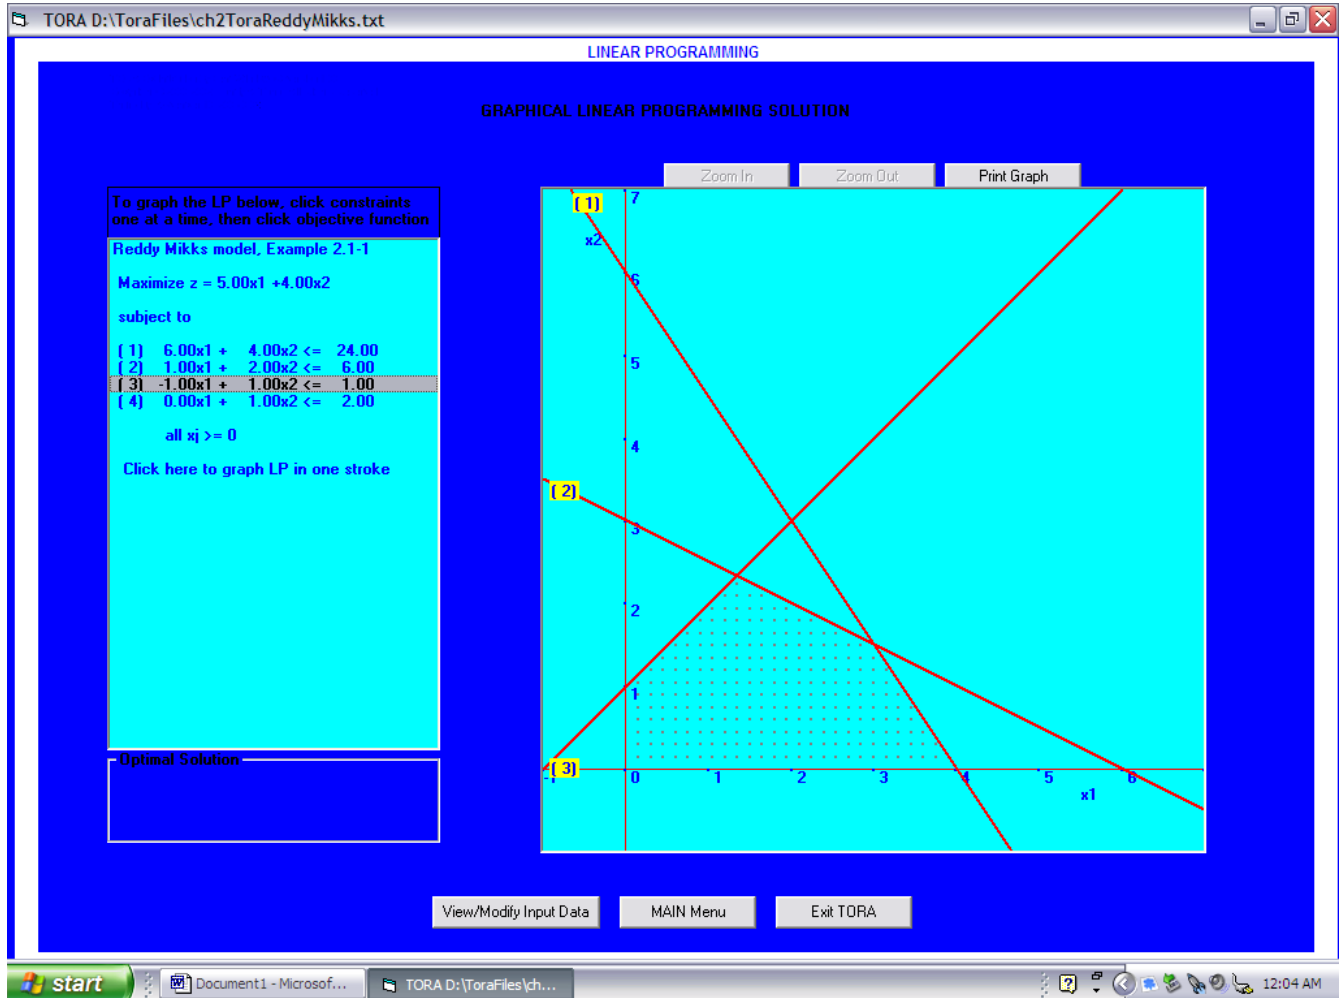 TORA D:\ToraFiles\ch2ToraReddyMikks.txt
LINEAR PROGRAMMING
GRAPHICAL LINEAR PROGRAMMING SOLUTION
Zoom In
Zoom Out
Print Graph
To graph the LP below, click constraints
one at a time, then click objective function
Reddy Mikks model, Example 2.1-1
Maximize z = 5.00x1 +4.00x2
subject to
( 1) 6.00x1 + 4.00x2 <= 24.00
( 2) 1.00x1 + 2.00x2 <= 6.00
( 3) -1.00x1 + 1.00x2 <= 1.00
( 4) 0.00x1 + 1.00x2 <= 2.00
all xj >= 0
Click here to graph LP in one stroke
Optimal Solution
( 1)
7
x2
6
5
4
( 2)
3
2
1
( 3)
-1 0 1 2 3 4 5 6
x1
View/Modify Input Data
MAIN Menu
Exit TORA
start
Document1 - Microsof...
TORA D:\ToraFiles\ch...
12:04 AM